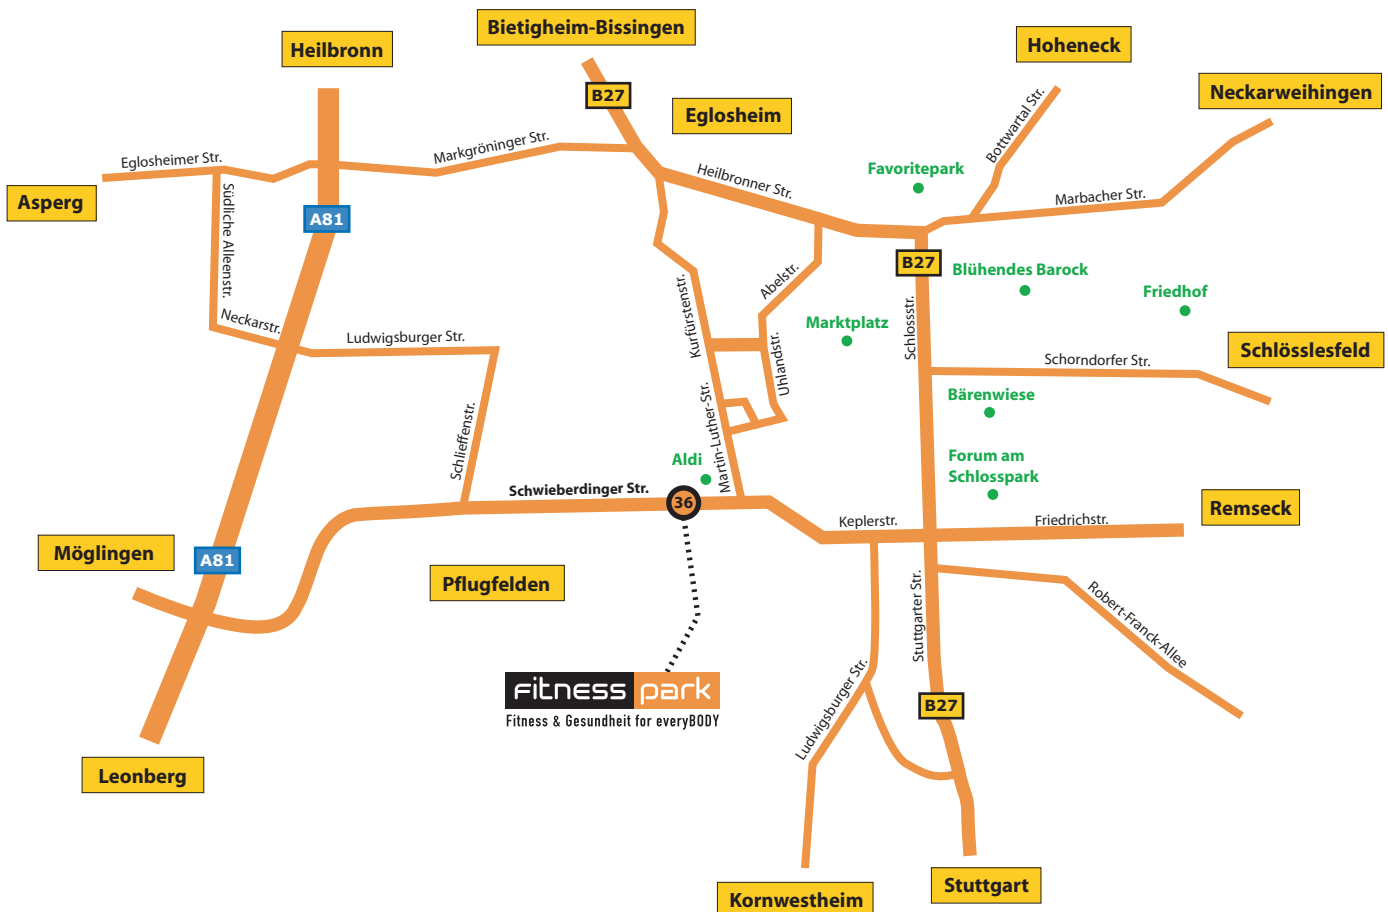 Bietigheim-Bissingen
Heilbronn
Hoheneck
Neckarweihingen
B27
Eglosheim
Bottwartal Str.
Markgröninger Str.
Eglosheimer Str.
Heilbronner Str.
Favoritepark
Marbacher Str.
Asperg
Südliche Alleenstr.
A81
B27
Blühendes Barock
Friedhof
Abelstr.
Kurfürstenstr.
Neckarstr.
Ludwigsburger Str.
Marktplatz
Schlossstr.
Schorndorfer Str.
Schlösslesfeld
Uhlandstr.
Bärenwiese
Schlieffenstr.
Martin-Luther-Str.
Aldi
Forum am
Schlosspark
Schwieberdinger Str.
36
Keplerstr.
Friedrichstr.
Remseck
Möglingen
A81
Pflugfelden
Stuttgarter Str.
Robert-Franck-Allee
fitness park
Fitness & Gesundheit for everyBODY
Ludwigsburger Str.
B27
Leonberg
Kornwestheim
Stuttgart